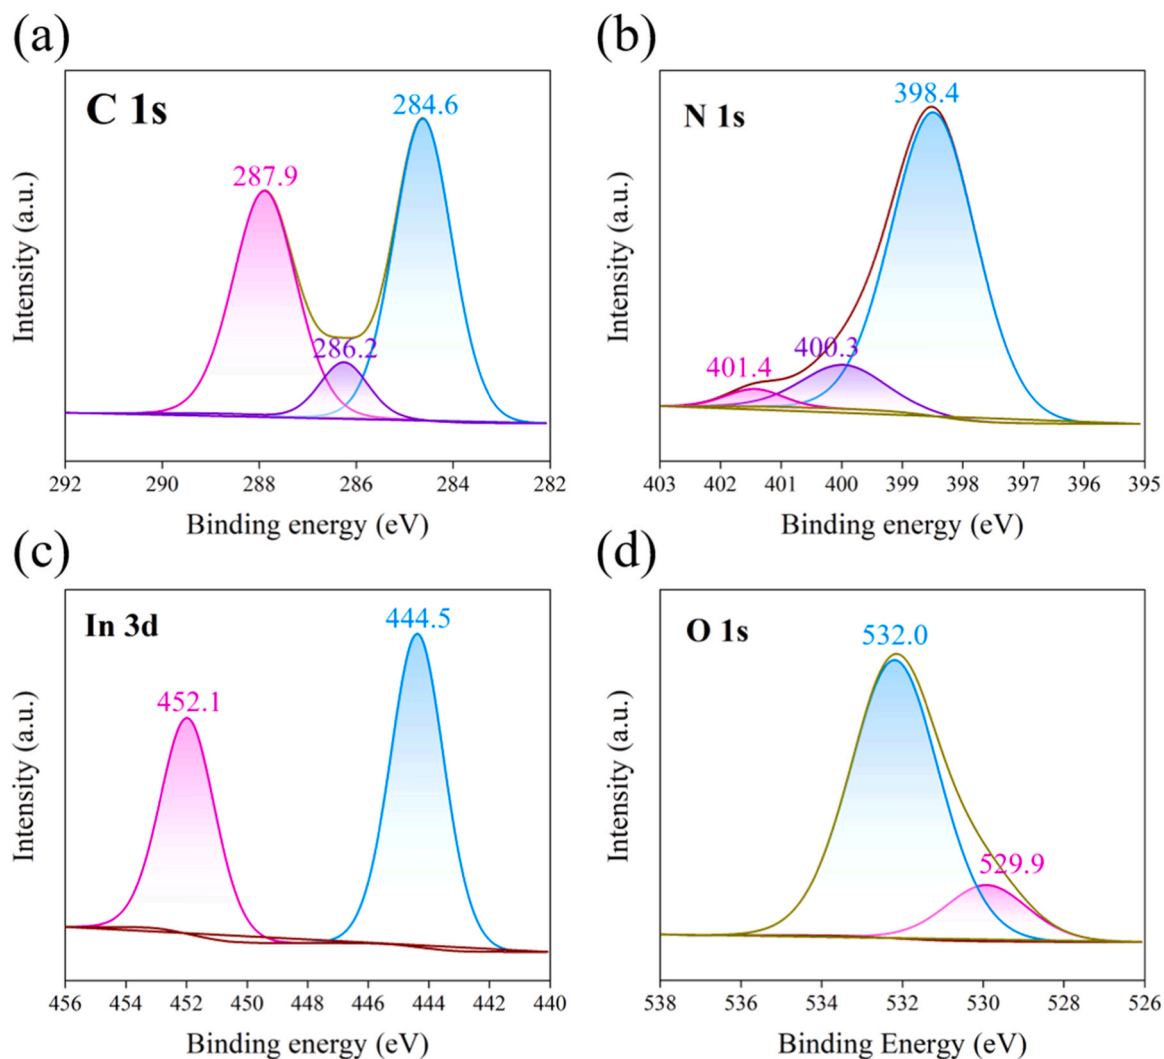 (a)
C 1s
284.6
287.9
286.2
Intensity (a.u.)
292 290 288 286 284 282
Binding energy (eV)
(b)
N 1s
398.4
400.3
401.4
Intensity (a.u.)
403 402 401 400 399 398 397 396 395
Binding energy (eV)
(c)
In 3d
444.5
452.1
Intensity (a.u.)
456 454 452 450 448 446 444 442 440
Binding energy (eV)
(d)
O 1s
532.0
529.9
Intensity (a.u.)
538 536 534 532 530 528 526
Binding Energy (eV)